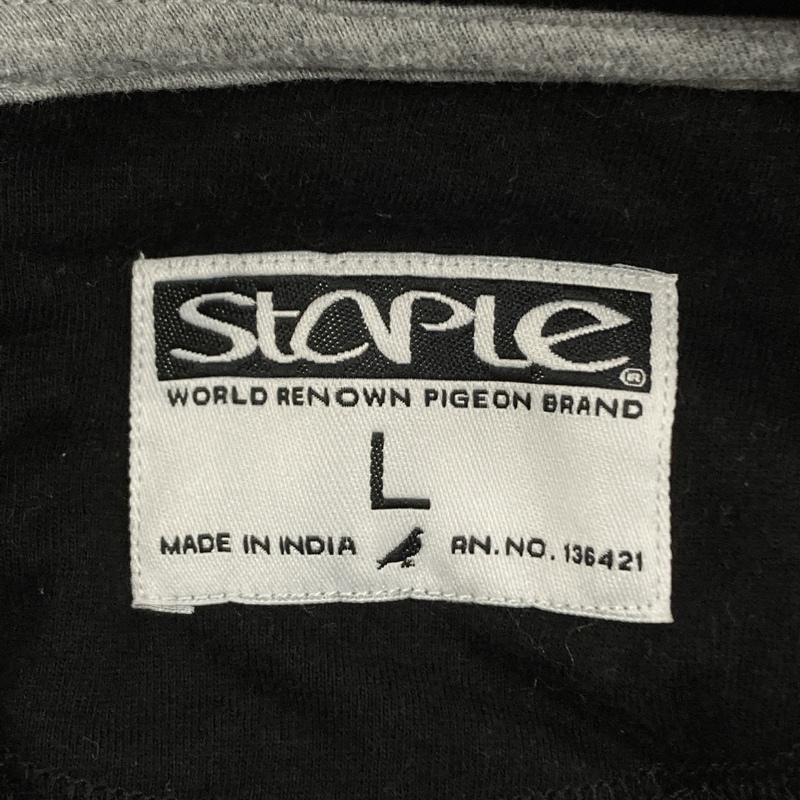 Staple ®
WORLD RENOWN PIGEON BRAND
L
MADE IN INDIA RN.NO. 136421